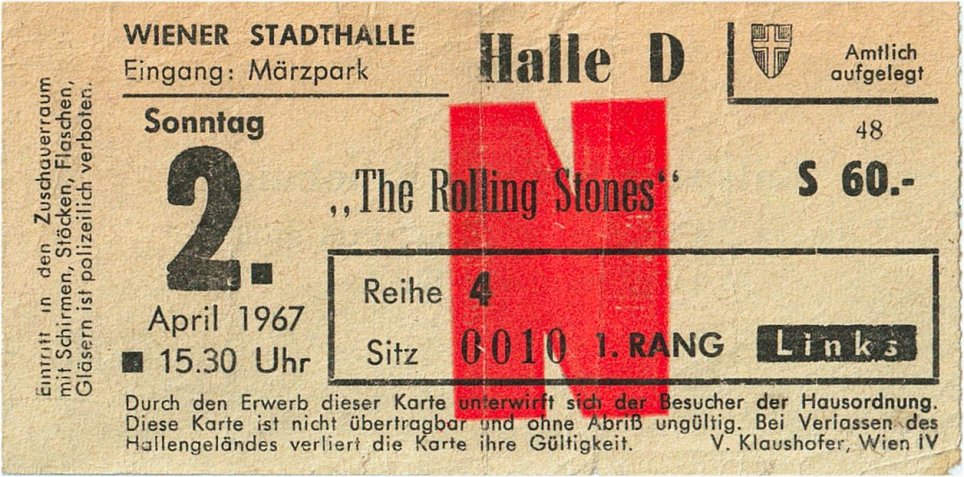 WIENER STADTHALLE
Eingang: Märzpark
Halle D
Amtlich
aufgelegt
Eintritt in den Zuschauerraum
mit Schirmen, Stöcken, Flaschen,
Gläsern ist polizeilich verboten.
Sonntag
2.
April 1967
■ 15.30 Uhr
N
48
S 60.-
„The Rolling Stones“
Reihe 4
Sitz 0010 1. RANG Links
Durch den Erwerb dieser Karte unterwirft sich der Besucher der Hausordnung.
Diese Karte ist nicht übertragbar und ohne Abriß ungültig. Bei Verlassen des
Hallengeländes verliert die Karte ihre Gültigkeit. V. Klaushofer, Wien IV